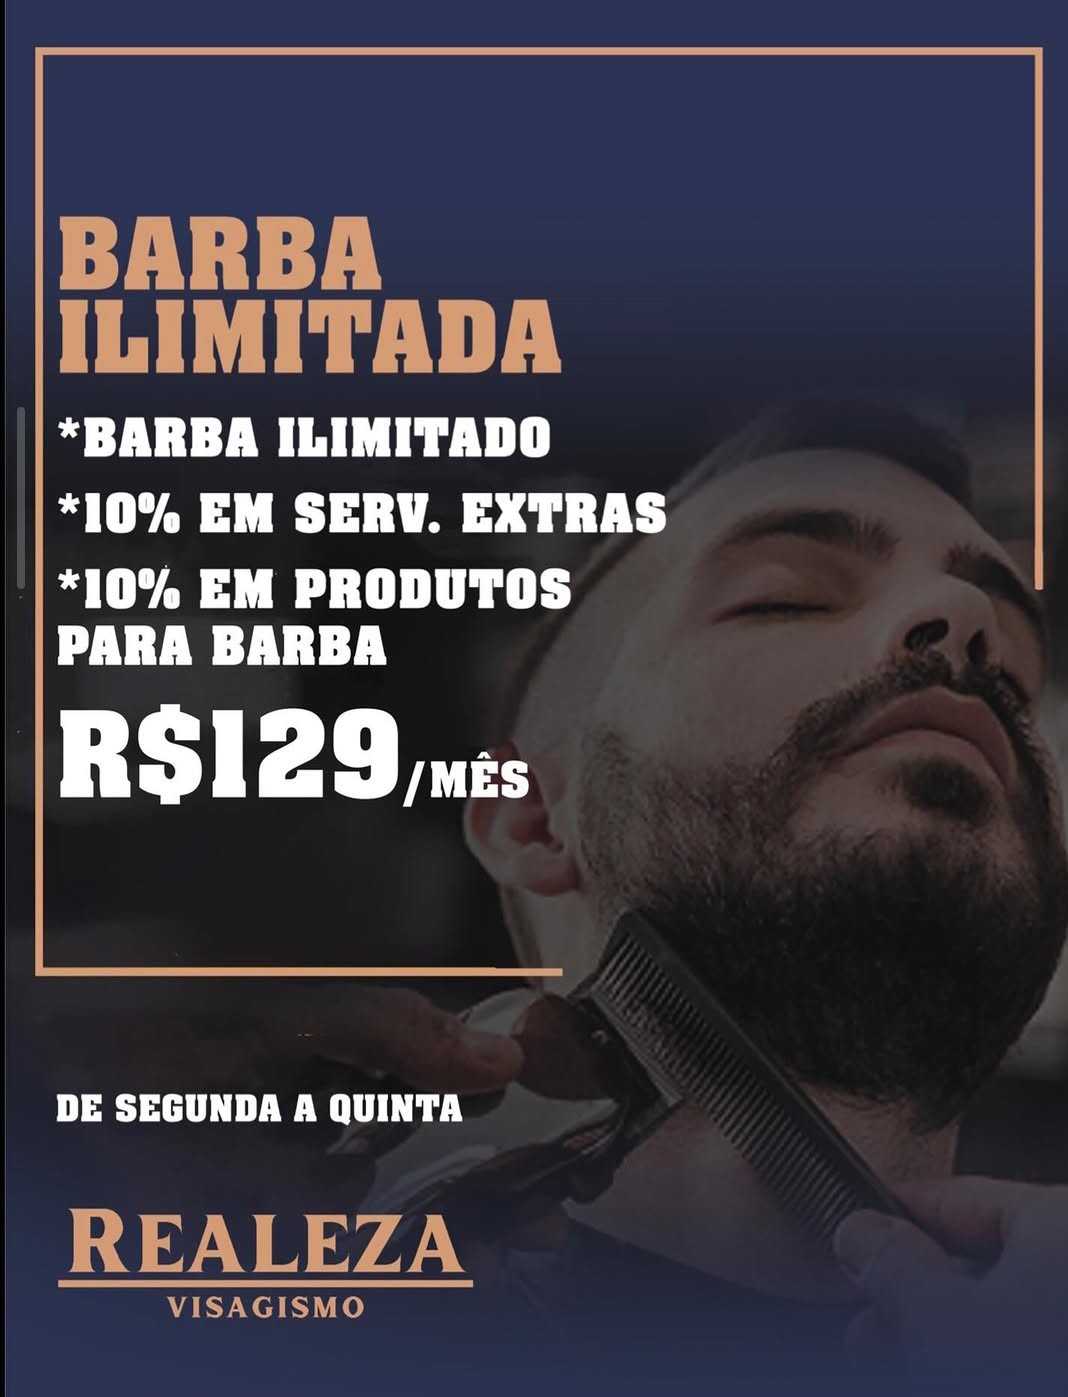 BARBA
ILIMITADA
*BARBA ILIMITADO
*10% EM SERV. EXTRAS
*10% EM PRODUTOS
PARA BARBA
R$129/MÊS
DE SEGUNDA A QUINTA
REALEZA
VISAGISMO